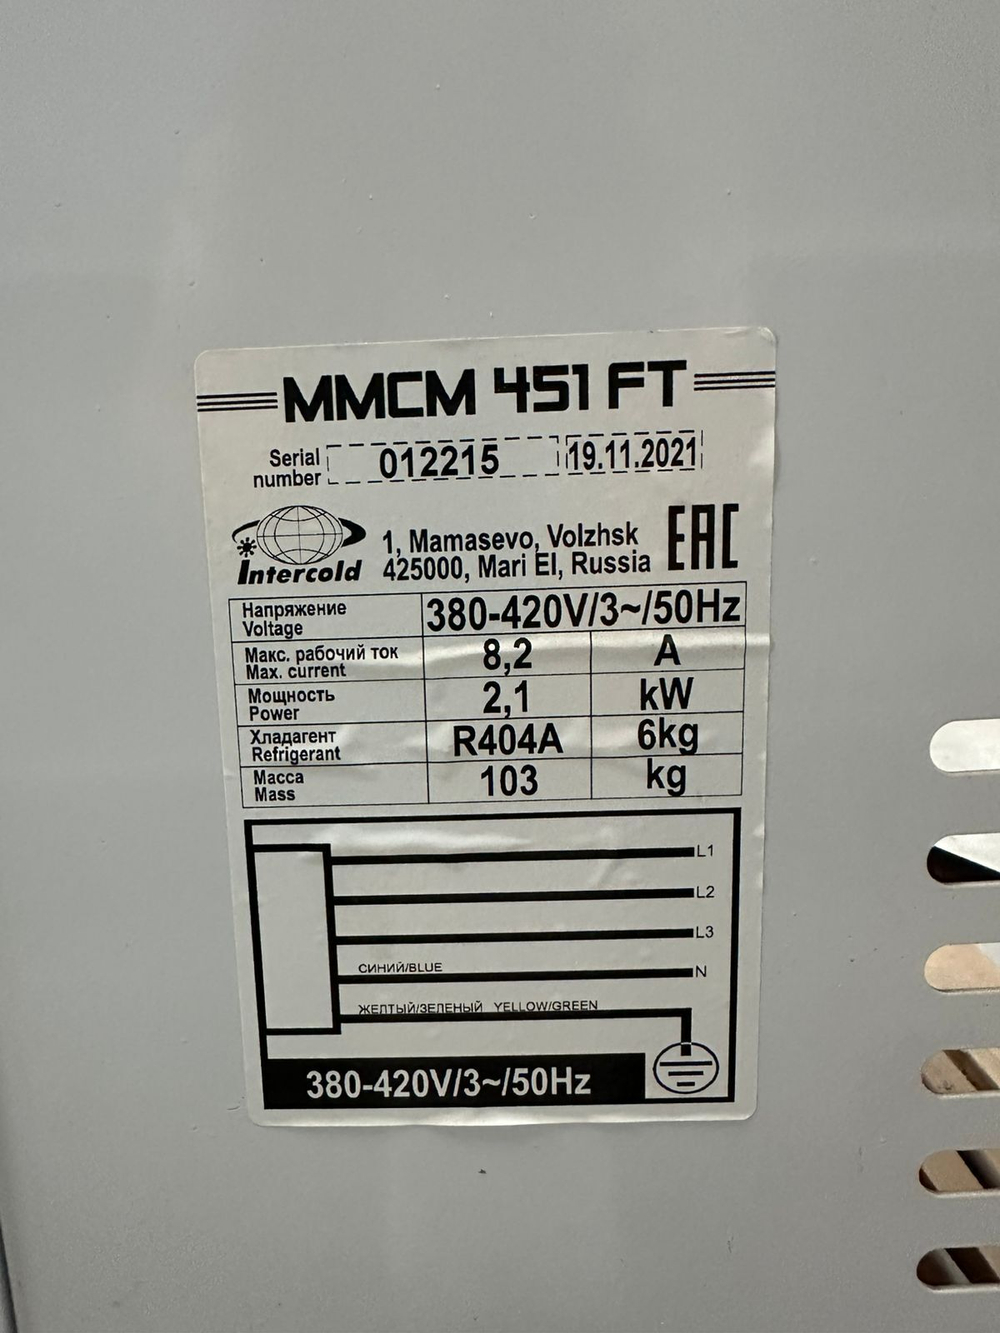 MMCM 451 FT
Serial number 012215 19.11.2021
Intercold
1, Mamasevo, Volzhsk
425000, Mari El, Russia
EAC
Напряжение
Voltage
380-420V/3~/50Hz
Макс. рабочий ток
Max. current
8,2 A
Мощность
Power
2,1 kW
Хладагент
Refrigerant
R404A 6kg
Масса
Mass
103 kg
L1
L2
L3
СИНИЙ/BLUE
N
ЖЕЛТЫЙ/ЗЕЛЕНЫЙ YELLOW/GREEN
380-420V/3~/50Hz